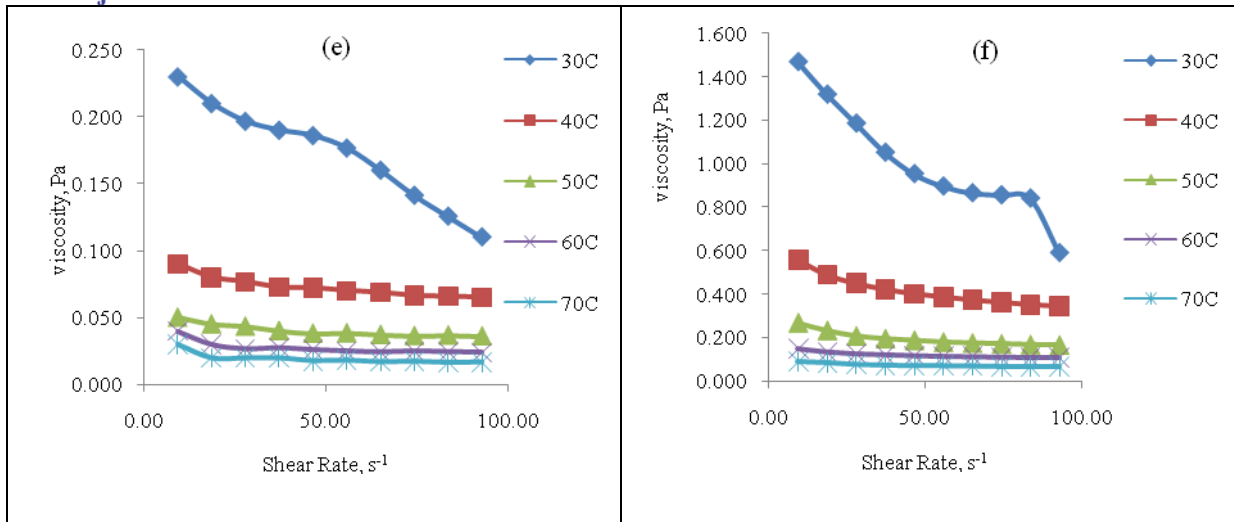 (e)
0.250
0.200
0.150
0.100
0.050
0.000
viscosity, Pa
0.00 50.00 100.00
Shear Rate, s-1
30C
40C
50C
60C
70C
(f)
1.600
1.400
1.200
1.000
0.800
0.600
0.400
0.200
0.000
viscosity, Pa
0.00 50.00 100.00
Shear Rate, s-1
30C
40C
50C
60C
70C